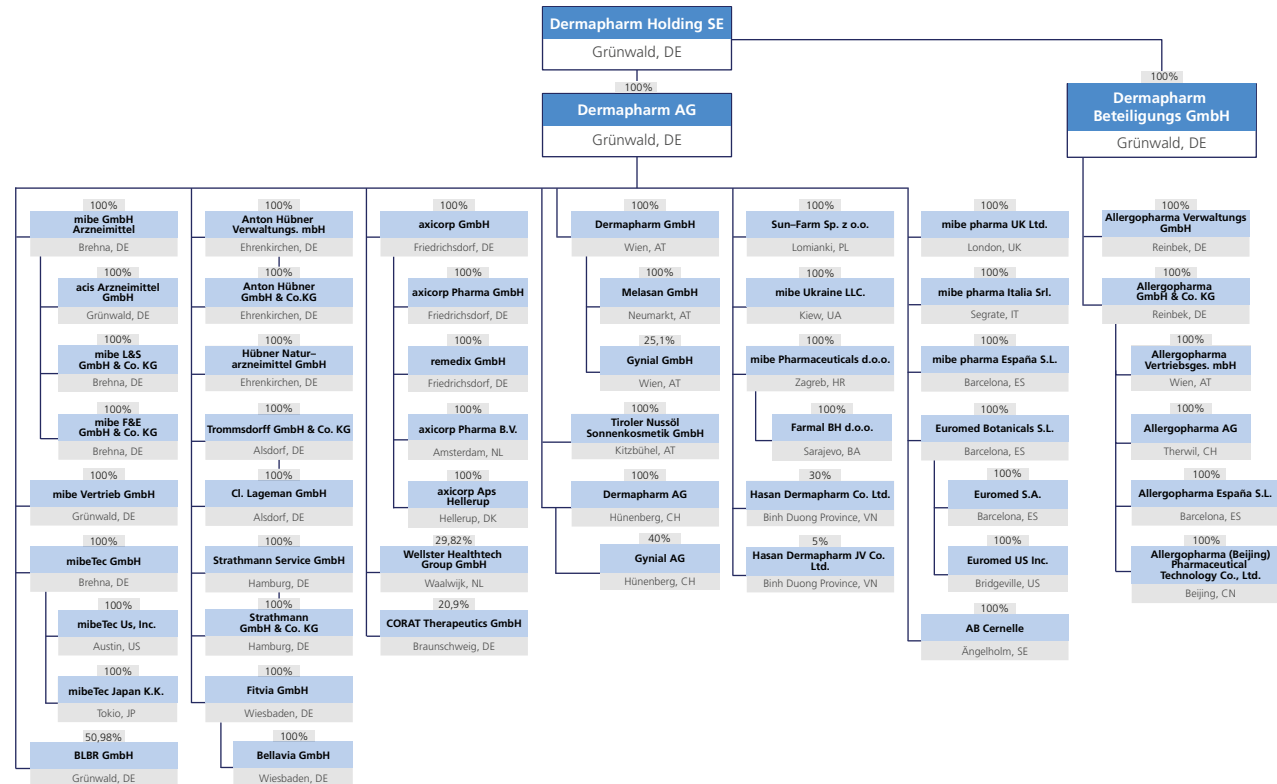 Dermapharm Holding SE
Grünwald, DE
100%
Dermapharm AG
Grünwald, DE
100%
Dermapharm
Beteiligungs GmbH
Grünwald, DE
100%
mibe GmbH
Arzneimittel
Brehna, DE
100%
acis Arzneimittel
GmbH
Grünwald, DE
100%
mibe L&S
GmbH & Co. KG
Brehna, DE
100%
mibe F&E
GmbH & Co. KG
Brehna, DE
100%
mibe Vertrieb GmbH
Grünwald, DE
100%
mibeTec GmbH
Brehna, DE
100%
mibeTec Us, Inc.
Austin, US
100%
mibeTec Japan K.K.
Tokio, JP
50,98%
BLBR GmbH
Grünwald, DE
100%
Anton Hübner
Verwaltungs. mbH
Ehrenkirchen, DE
100%
Anton Hübner
GmbH & Co.KG
Ehrenkirchen, DE
100%
Hübner Natur–
arzneimittel GmbH
Ehrenkirchen, DE
100%
Trommsdorff GmbH & Co. KG
Alsdorf, DE
100%
Cl. Lageman GmbH
Alsdorf, DE
100%
Strathmann Service GmbH
Hamburg, DE
100%
Strathmann
GmbH & Co. KG
Hamburg, DE
100%
Fitvia GmbH
Wiesbaden, DE
100%
Bellavia GmbH
Wiesbaden, DE
100%
axicorp GmbH
Friedrichsdorf, DE
100%
axicorp Pharma GmbH
Friedrichsdorf, DE
100%
remedix GmbH
Friedrichsdorf, DE
100%
axicorp Pharma B.V.
Amsterdam, NL
100%
axicorp Aps
Hellerup
Hellerup, DK
29,82%
Wellster Healthtech
Group GmbH
Waalwijk, NL
20,9%
CORAT Therapeutics GmbH
Braunschweig, DE
100%
Dermapharm GmbH
Wien, AT
100%
Melasan GmbH
Neumarkt, AT
25,1%
Gynial GmbH
Wien, AT
100%
Tiroler Nussöl
Sonnenkosmetik GmbH
Kitzbühel, AT
100%
Dermapharm AG
Hünenberg, CH
40%
Gynial AG
Hünenberg, CH
100%
Sun–Farm Sp. z o.o.
Lomianki, PL
100%
mibe Ukraine LLC.
Kiew, UA
100%
mibe Pharmaceuticals d.o.o.
Zagreb, HR
100%
Farmal BH d.o.o.
Sarajevo, BA
30%
Hasan Dermapharm Co. Ltd.
Binh Duong Province, VN
5%
Hasan Dermapharm JV Co.
Ltd.
Binh Duong Province, VN
100%
mibe pharma UK Ltd.
London, UK
100%
mibe pharma Italia Srl.
Segrate, IT
100%
mibe pharma España S.L.
Barcelona, ES
100%
Euromed Botanicals S.L.
Barcelona, ES
100%
Euromed S.A.
Barcelona, ES
100%
Euromed US Inc.
Bridgeville, US
100%
AB Cernelle
Ängelholm, SE
100%
Allergopharma Verwaltungs
GmbH
Reinbek, DE
100%
Allergopharma
GmbH & Co. KG
Reinbek, DE
100%
Allergopharma
Vertriebsges. mbH
Wien, AT
100%
Allergopharma AG
Therwil, CH
100%
Allergopharma España S.L.
Barcelona, ES
100%
Allergopharma (Beijing)
Pharmaceutical
Technology Co., Ltd.
Beijing, CN